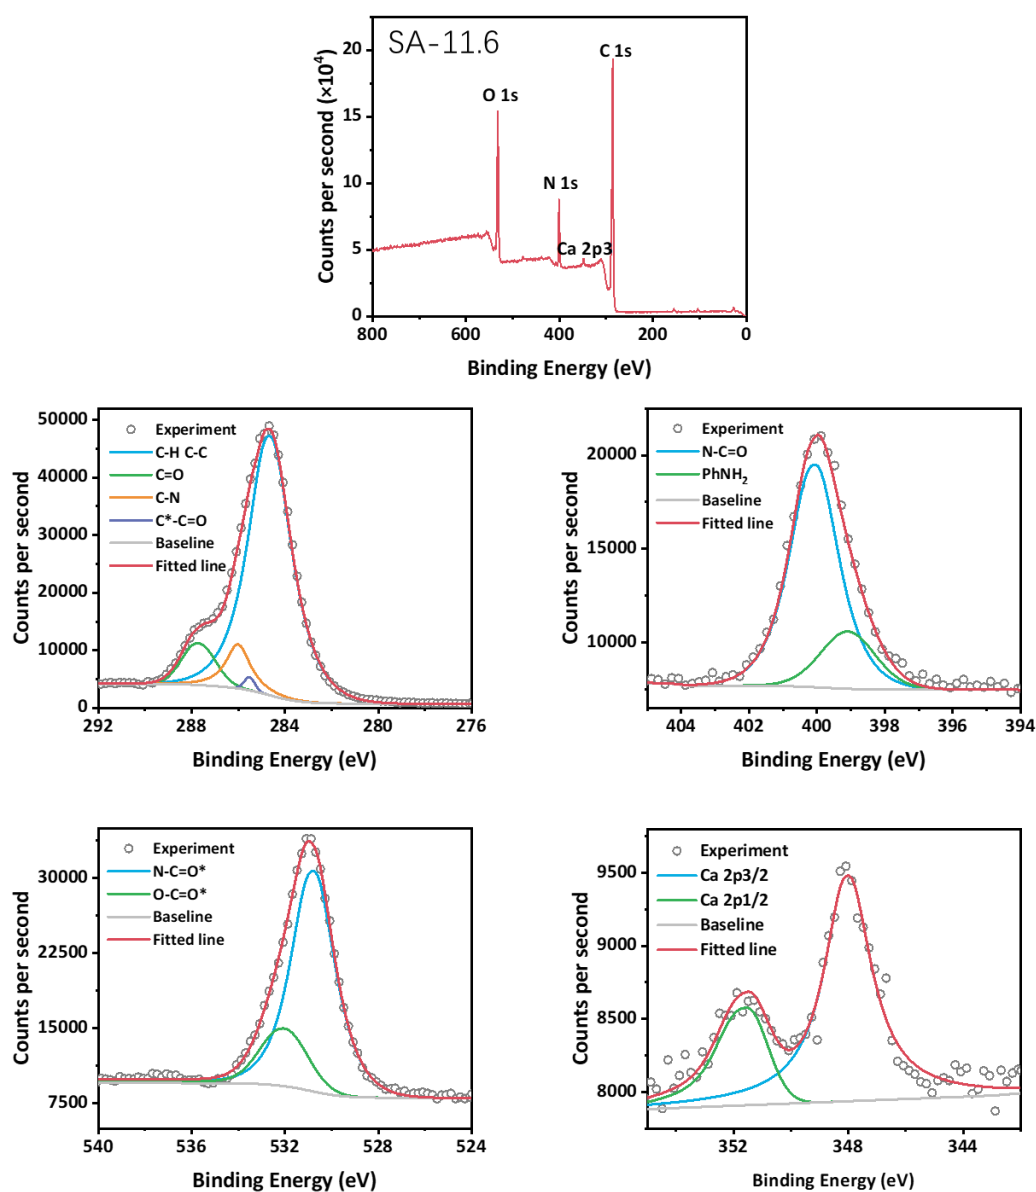 SA-11.6
C 1s
O 1s
N 1s
Ca 2p3
20
15
10
5
0
Counts per second (×10⁴)
800
600
400
200
0
Binding Energy (eV)
50000
40000
30000
20000
10000
0
Counts per second
Experiment
C-H C-C
C=O
C-N
C*-C=O
Baseline
Fitted line
292
288
284
280
276
Binding Energy (eV)
20000
15000
10000
Counts per second
Experiment
N-C=O
PhNH₂
Baseline
Fitted line
404
402
400
398
396
394
Binding Energy (eV)
30000
22500
15000
7500
Counts per second
Experiment
N-C=O*
O-C=O*
Baseline
Fitted line
540
536
532
528
524
Binding Energy (eV)
9500
9000
8500
8000
Counts per second
Experiment
Ca 2p3/2
Ca 2p1/2
Baseline
Fitted line
352
348
344
Binding Energy (eV)